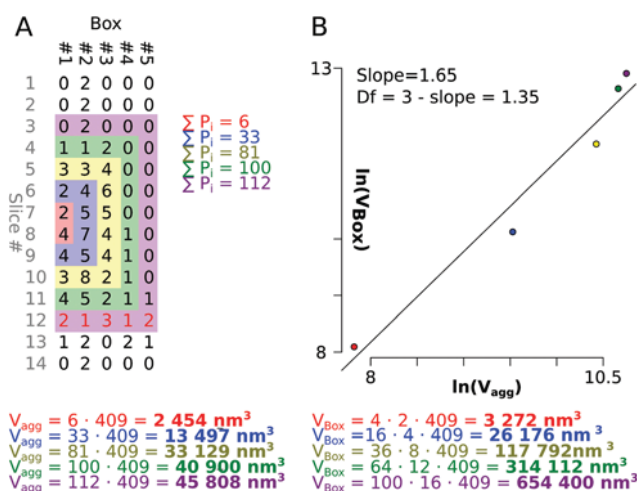 A
Box
#1 #2 #3 #4 #5
Slice #
1 0 2 0 0 0
2 0 0 0 0 0
3 0 2 0 0 0
4 1 1 2 0 0
5 3 3 4 0 0
6 2 4 6 0 0
7 2 5 5 0 0
8 4 7 4 1 0
9 4 5 4 1 0
10 3 8 2 1 0
11 4 5 2 1 1
12 2 1 3 1 2
13 1 2 0 2 1
14 0 2 0 0 0
∑ Pi = 6
∑ Pi = 33
∑ Pi = 81
∑ Pi = 100
∑ Pi = 112
Vagg = 6 · 409 = 2 454 nm³
Vagg = 33 · 409 = 13 497 nm³
Vagg = 81 · 409 = 33 129 nm³
Vagg = 100 · 409 = 40 900 nm³
Vagg = 112 · 409 = 45 808 nm³
B
13
Slope=1.65
Df = 3 - slope = 1.35
ln(VBox)
8
8
10.5
ln(Vagg)
VBox = 4 · 2 · 409 = 3 272 nm³
VBox =16 · 4 · 409 = 26 176 nm³
VBox = 36 · 8 · 409 = 117 792nm³
VBox = 64 · 12 · 409 = 314 112 nm³
VBox = 100 · 16 · 409 = 654 400 nm³